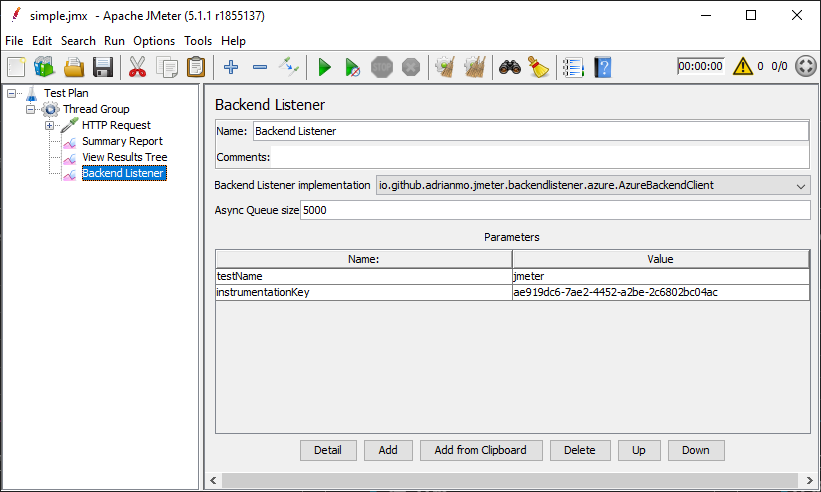 simple.jmx - Apache JMeter (5.1.1 r1855137)
File Edit Search Run Options Tools Help
00:00:00 0 0/0
Test Plan
Thread Group
HTTP Request
Summary Report
View Results Tree
Backend Listener
Backend Listener
Name: Backend Listener
Comments:
Backend Listener implementation io.github.adrianmo.jmeter.backendlistener.azure.AzureBackendClient
Async Queue size 5000
Parameters
Name: Value
testName jmeter
instrumentationKey ae919dc6-7ae2-4452-a2be-2c6802bc04ac
Detail Add Add from Clipboard Delete Up Down